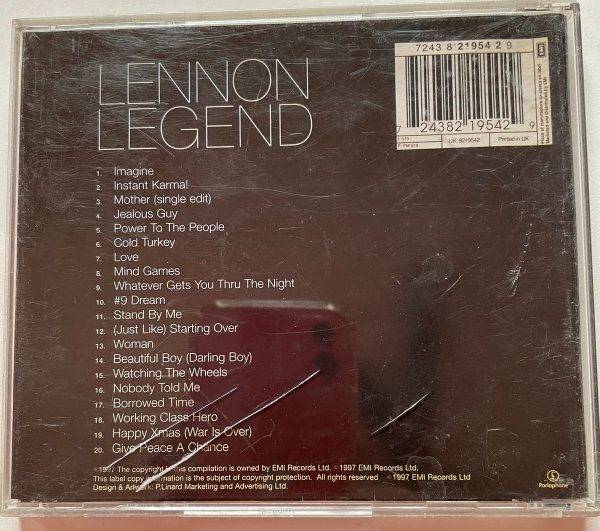 LENNON
LEGEND
7243 8 21954 2 9
7 24382 19542 9
UK: 8219542
Printed in UK
EMI
1. Imagine
2. Instant Karma!
3. Mother (single edit)
4. Jealous Guy
5. Power To The People
6. Cold Turkey
7. Love
8. Mind Games
9. Whatever Gets You Thru The Night
10. #9 Dream
11. Stand By Me
12. (Just Like) Starting Over
13. Woman
14. Beautiful Boy (Darling Boy)
15. Watching The Wheels
16. Nobody Told Me
17. Borrowed Time
18. Working Class Hero
19. Happy Xmas (War Is Over)
20. Give Peace A Chance
℗1997 The copyright in this compilation is owned by EMI Records Ltd. ©1997 EMI Records Ltd.
This label copy information is the subject of copyright protection. All rights reserved ©1997 EMI Records Ltd
Design & Artwork: P.Linard Marketing and Advertising Ltd.
Parlophone